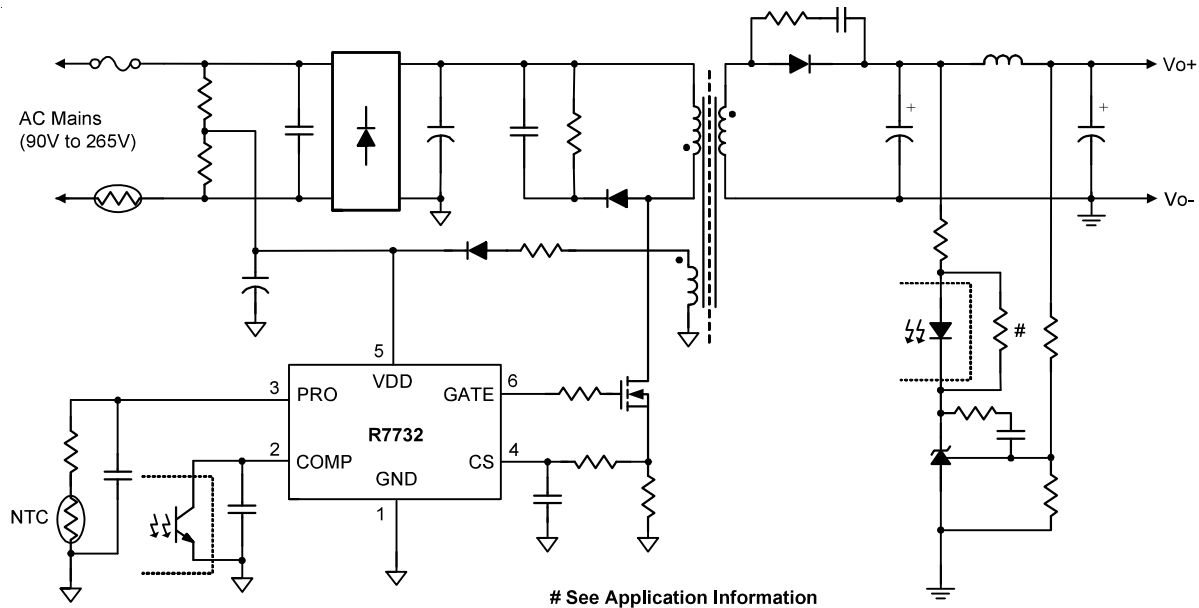 Vo+
+
+
AC Mains
(90V to 265V)
Vo-
#
5
VDD
3
PRO
GATE
6
R7732
2
COMP
CS
4
GND
1
NTC
# See Application Information